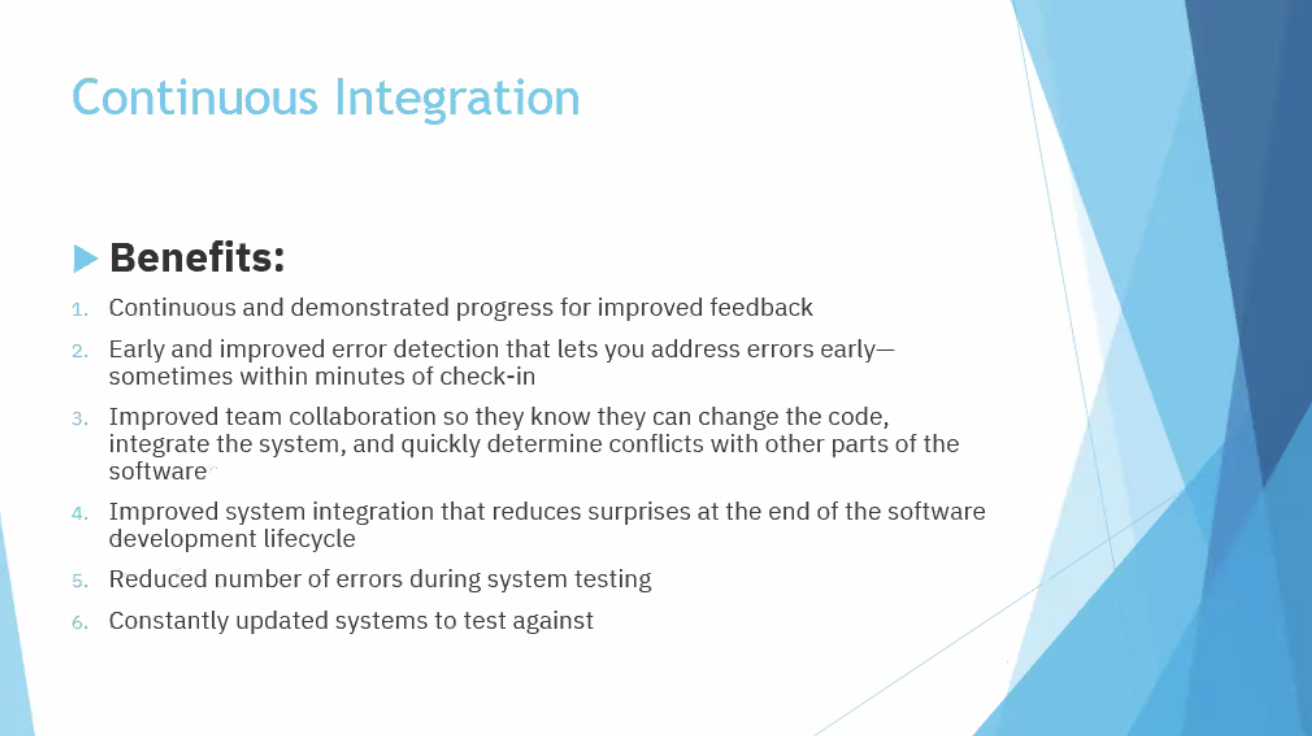 Continuous Integration
Benefits:
1. Continuous and demonstrated progress for improved feedback
2. Early and improved error detection that lets you address errors early—
sometimes within minutes of check-in
3. Improved team collaboration so they know they can change the code,
integrate the system, and quickly determine conflicts with other parts of the
software
4. Improved system integration that reduces surprises at the end of the software
development lifecycle
5. Reduced number of errors during system testing
6. Constantly updated systems to test against